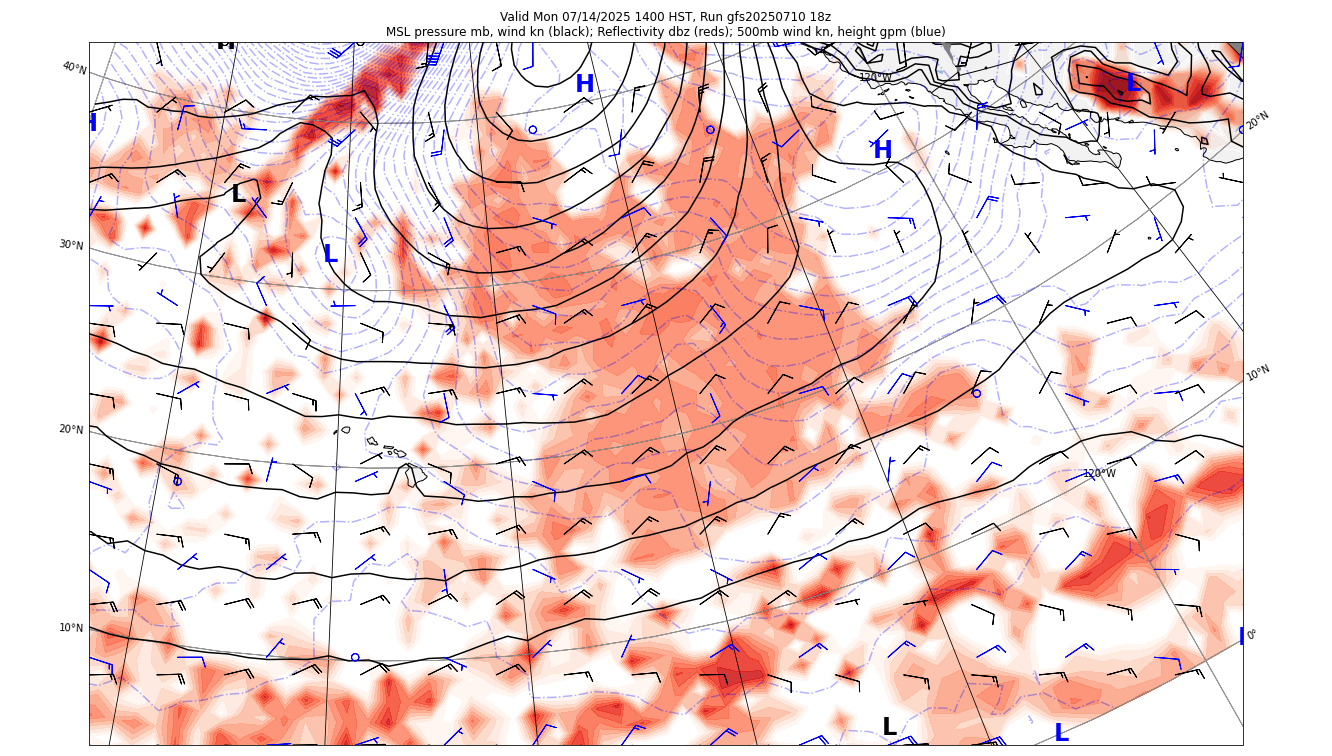 Valid Mon 07/14/2025 1400 HST, Run gfs20250710 18z
MSL pressure mb, wind kn (black); Reflectivity dbz (reds); 500mb wind kn, height gpm (blue)
H
40°N
H
L
120°W
H
H
20°N
L
30°N
L
10°N
20°N
120°W
10°N
0°
L
L